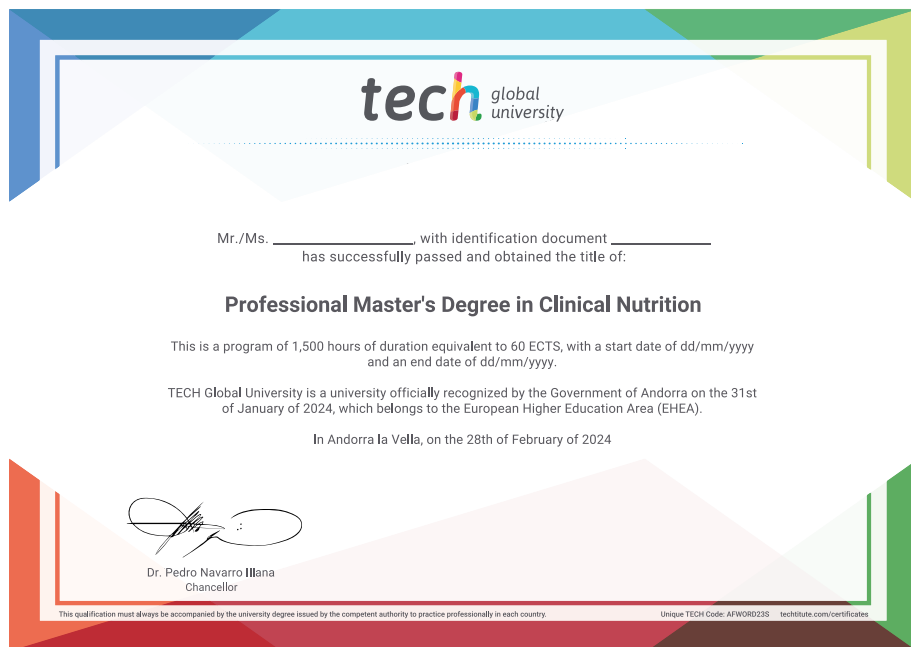 tech global university
Mr./Ms. ____________, with identification document ____________
has successfully passed and obtained the title of:
Professional Master's Degree in Clinical Nutrition
This is a program of 1,500 hours of duration equivalent to 60 ECTS, with a start date of dd/mm/yyyy
and an end date of dd/mm/yyyy.
TECH Global University is a university officially recognized by the Government of Andorra on the 31st
of January of 2024, which belongs to the European Higher Education Area (EHEA).
In Andorra la Vella, on the 28th of February of 2024
Dr. Pedro Navarro Illana
Chancellor
This qualification must always be accompanied by the university degree issued by the competent authority to practice professionally in each country.
Unique TECH Code: AFWORD23S techtitute.com/certificates